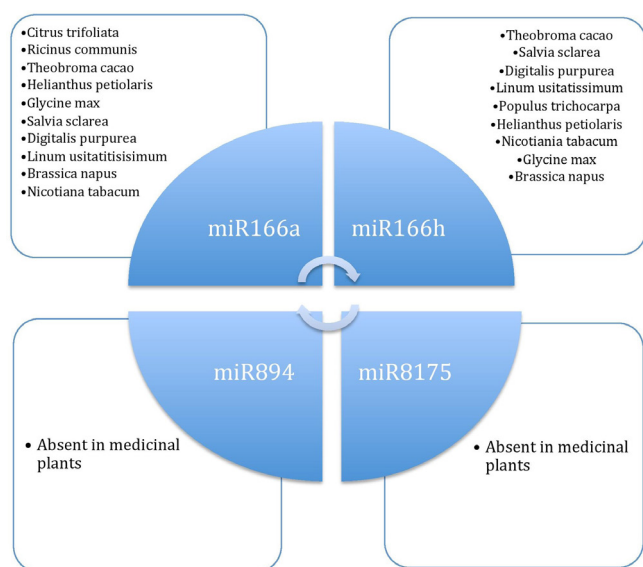 •Citrus trifoliata
•Ricinus communis
•Theobroma cacao
•Helianthus petiolaris
•Glycine max
•Salvia sclarea
•Digitalis purpurea
•Linum usitatitisisimum
•Brassica napus
•Nicotiana tabacum
•Theobroma cacao
•Salvia sclarea
•Digitalis purpurea
•Linum usitatissimum
•Populus trichocarpa
•Helianthus petiolaris
•Nicotiania tabacum
•Glycine max
•Brassica napus
miR166a
miR166h
miR894
miR8175
• Absent in medicinal
plants
• Absent in medicinal
plants